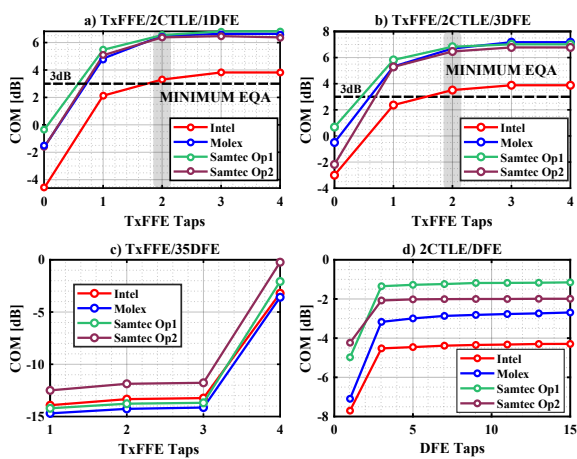 a) TxFFE/2CTLE/1DFE
COM [dB]
6
4
2
0
-2
-4
3dB
MINIMUM EQA
Intel
Molex
Samtec Op1
Samtec Op2
0 1 2 3 4
TxFFE Taps
b) TxFFE/2CTLE/3DFE
COM [dB]
8
6
4
2
0
-2
-4
MINIMUM EQA
3dB
Intel
Molex
Samtec Op1
Samtec Op2
0 1 2 3 4
TxFFE Taps
c) TxFFE/35DFE
COM [dB]
0
-5
-10
-15
Intel
Molex
Samtec Op1
Samtec Op2
1 2 3 4
TxFFE Taps
d) 2CTLE/DFE
COM [dB]
0
-2
-4
-6
-8
Intel
Molex
Samtec Op1
Samtec Op2
0 5 10 15
DFE Taps